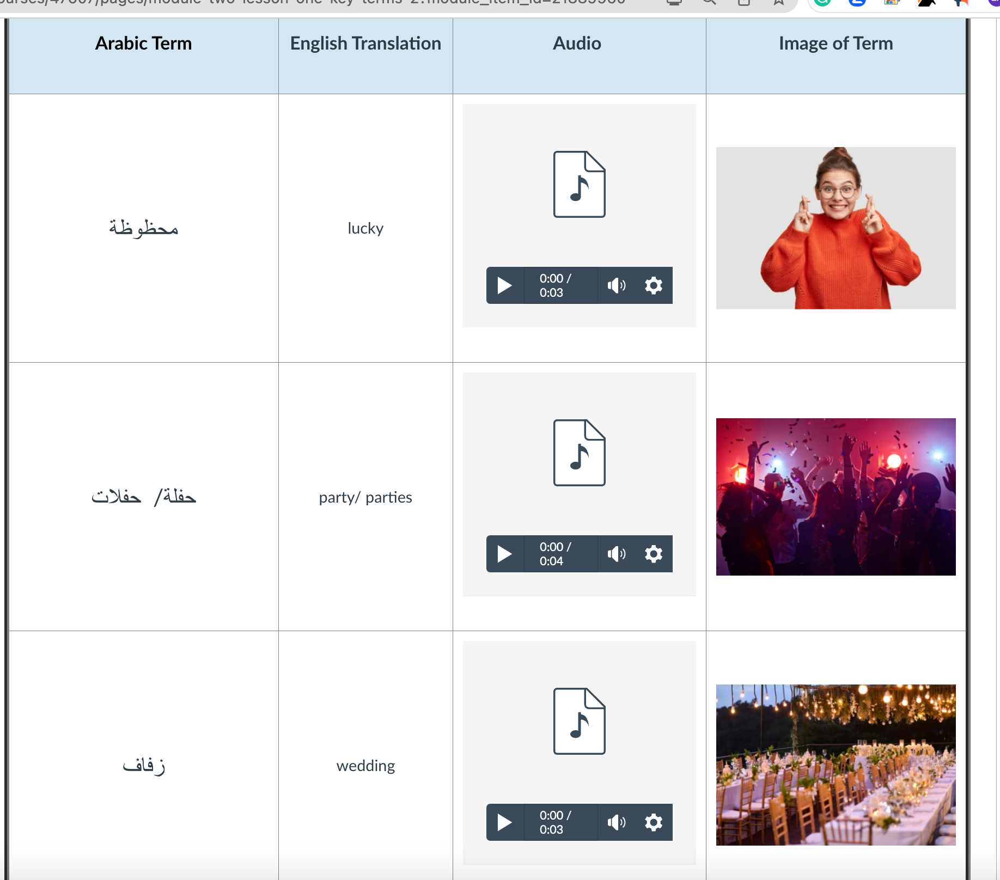 Arabic Term
English Translation
Audio
Image of Term
محظوظة
lucky
0:00 /
0:03
حفلة/ حفلات
party/ parties
0:00 /
0:04
زفاف
wedding
0:00 /
0:03